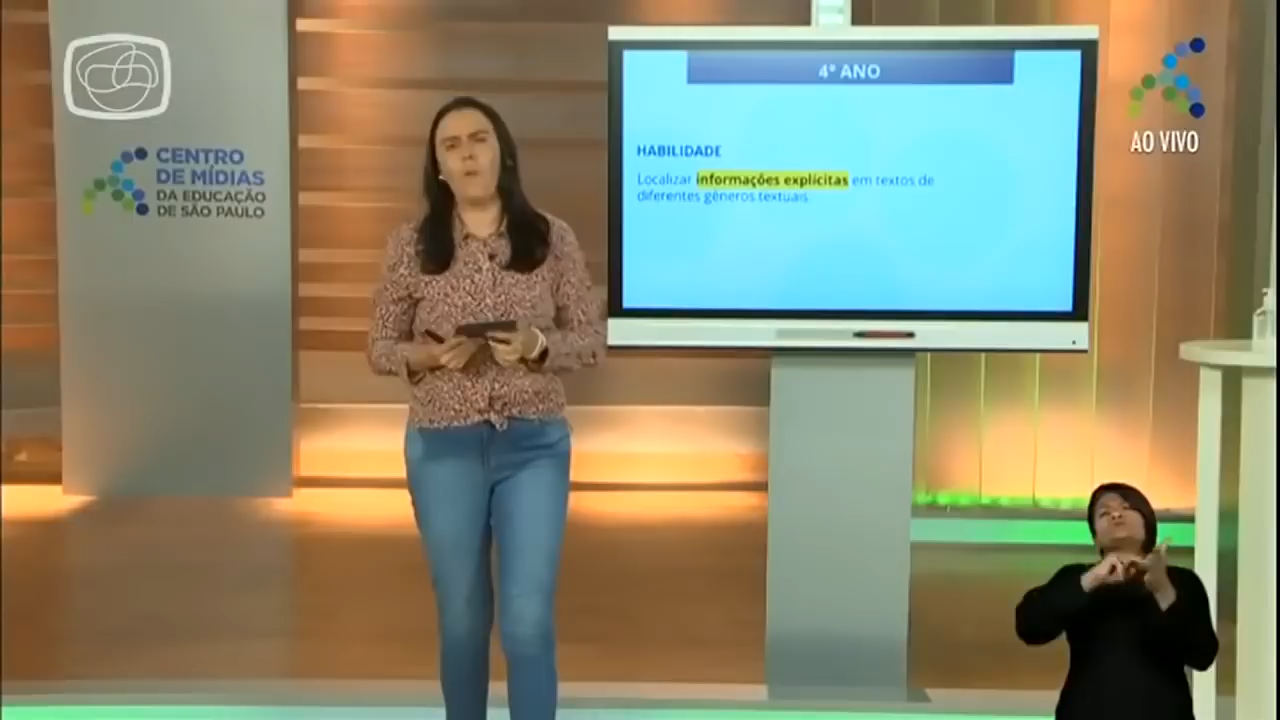 CENTRO
DE MÍDIAS
DA EDUCAÇÃO
DE SÃO PAULO
4º ANO
HABILIDADE
Localizar informações explícitas em textos de
diferentes gêneros textuais.
AO VIVO